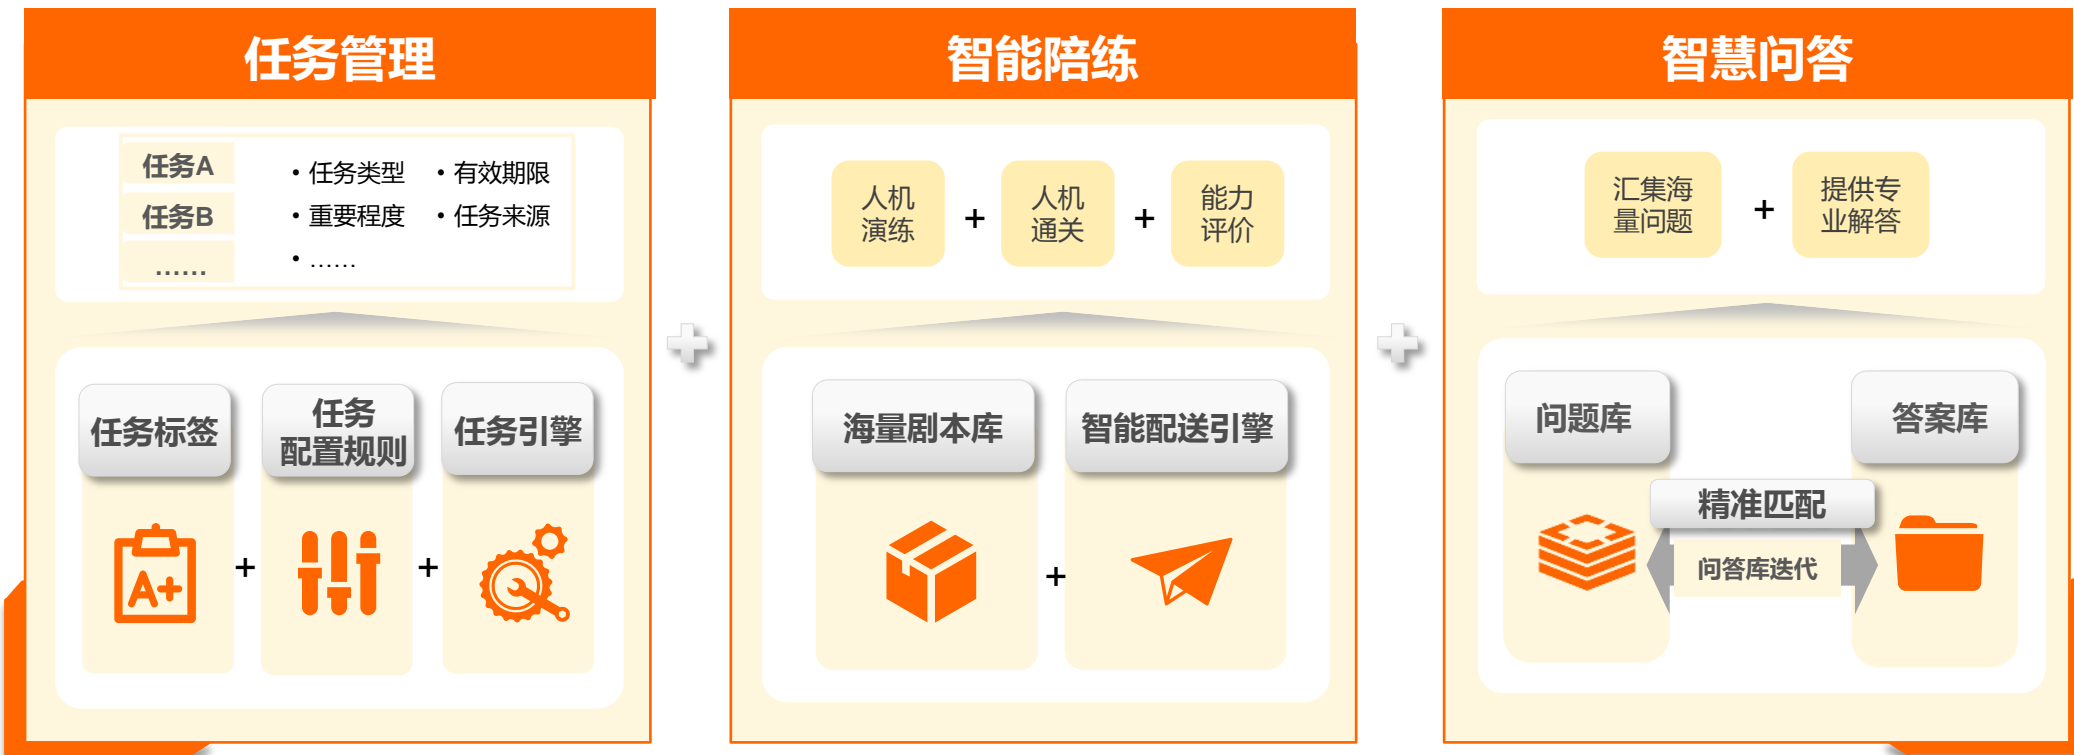 任务管理
任务A
任务B
……
・任务类型
・有效期限
・重要程度
・任务来源
・……
任务标签
任务
配置规则
任务引擎
A+
+
+
智能陪练
人机
演练
+
人机
通关
+
能力
评价
海量剧本库
智能配送引擎
+
智慧问答
汇集海
量问题
+
提供专
业解答
问题库
答案库
精准匹配
问答库迭代